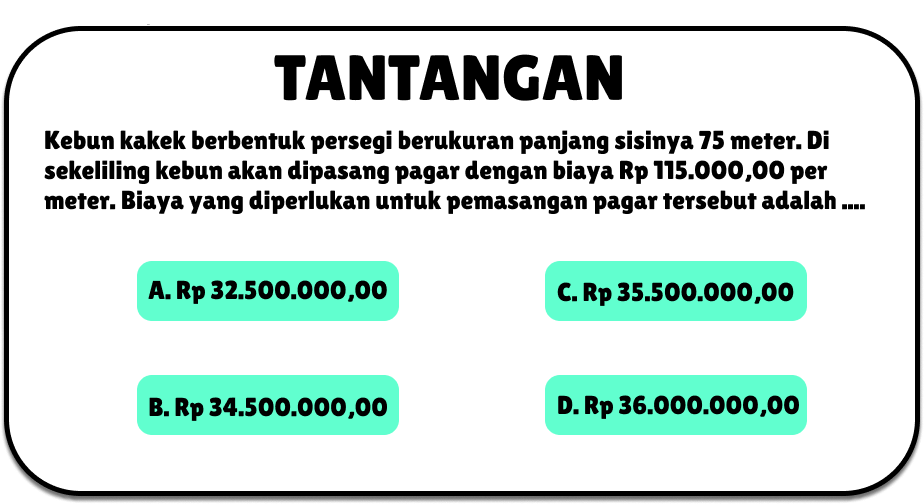 TANTANGAN
Kebun kakek berbentuk persegi berukuran panjang sisinya 75 meter. Di
sekeliling kebun akan dipasang pagar dengan biaya Rp 115.000,00 per
meter. Biaya yang diperlukan untuk pemasangan pagar tersebut adalah ....
A. Rp 32.500.000,00
C. Rp 35.500.000,00
B. Rp 34.500.000,00
D. Rp 36.000.000,00